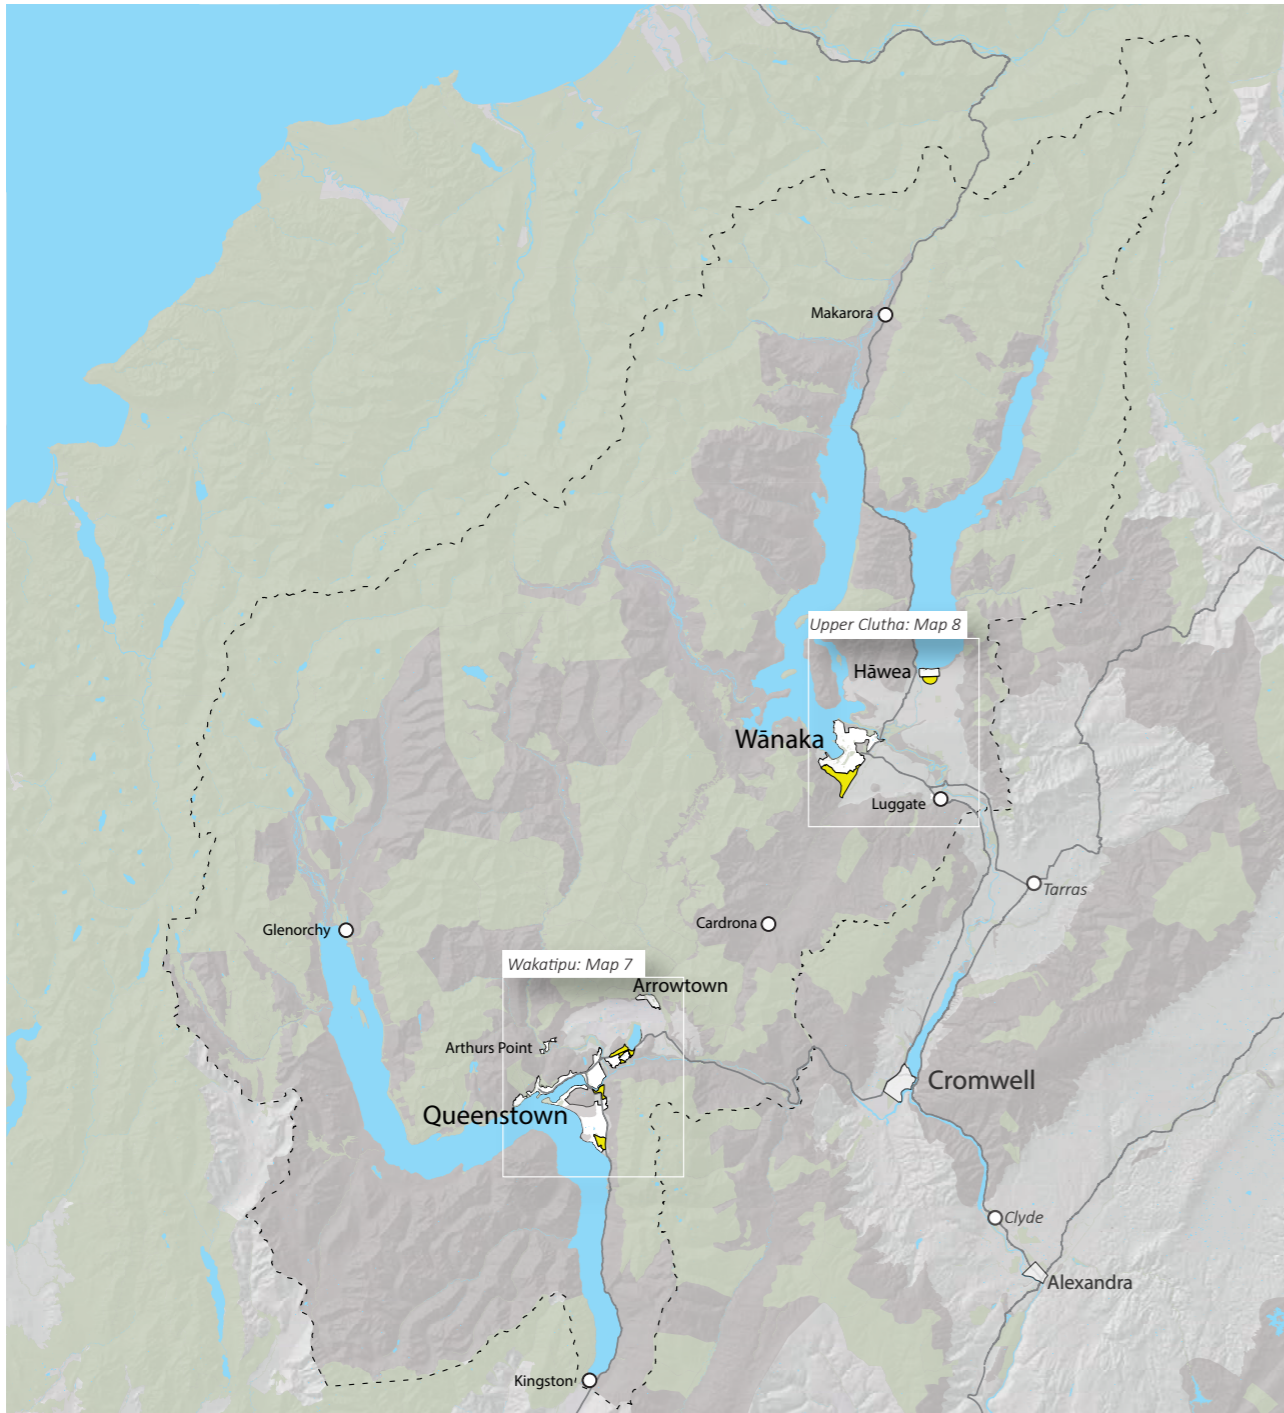 Makarora
Upper Clutha: Map 8
Hāwea
Wānaka
Luggate
Tarras
Cardrona
Glenorchy
Wakatipu: Map 7
Arrowtown
Arthurs Point
Cromwell
Queenstown
Clyde
Alexandra
Kingston